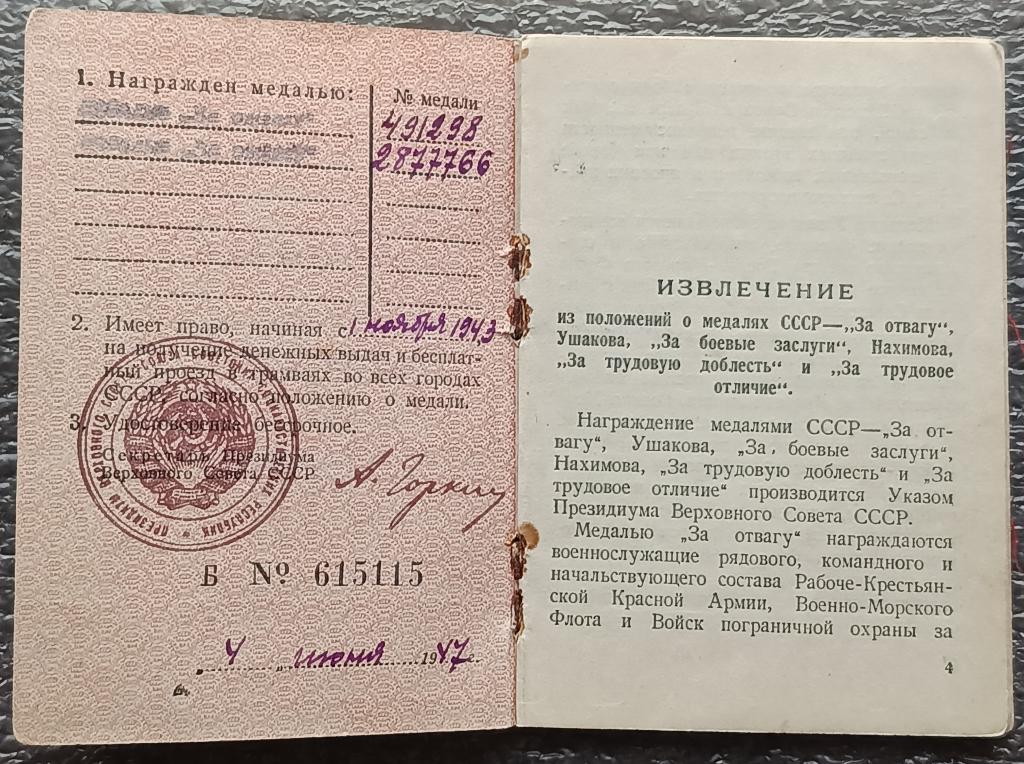 1. Награжден медалью:
№ медали
„За отвагу“
491298
„За отвагу“
2877766
2. Имеет право, начиная с 1 ноября 1943
на получение денежных выдач и бесплат-
ный проезд в трамваях во всех городах
СССР, согласно положению о медали.
3. Удостоверение бессрочное.
Секретарь Президиума
Верховного Совета СССР
А. Горкин
Б № 615115
„ 4 „ июня 1947 г.
ИЗВЛЕЧЕНИЕ
из положений о медалях СССР—„За отвагу“,
Ушакова, „За боевые заслуги“, Нахимова,
„За трудовую доблесть“ и „За трудовое
отличие“.
Награждение медалями СССР—„За от-
вагу“, Ушакова, „За боевые заслуги“,
Нахимова, „За трудовую доблесть“ и „За
трудовое отличие“ производится Указом
Президиума Верховного Совета СССР.
Медалью „За отвагу“ награждаются
военнослужащие рядового, командного и
начальствующего состава Рабоче-Крестьян-
ской Красной Армии, Военно-Морского
Флота и Войск пограничной охраны за
4